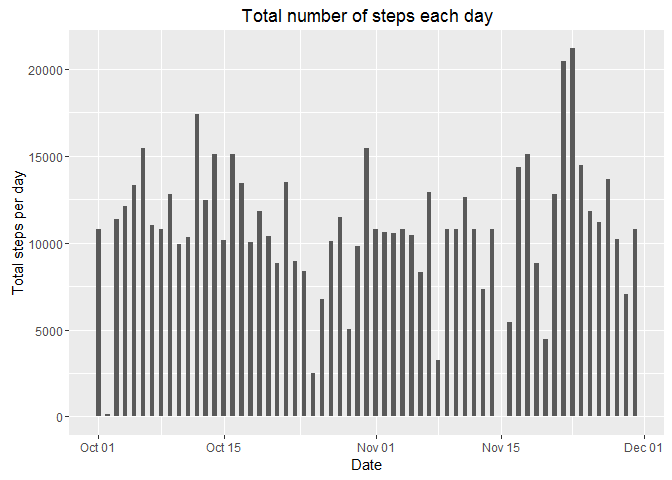 Total number of steps each day
20000
15000
10000
5000
0
Total steps per day
Oct 01
Oct 15
Nov 01
Nov 15
Dec 01
Date